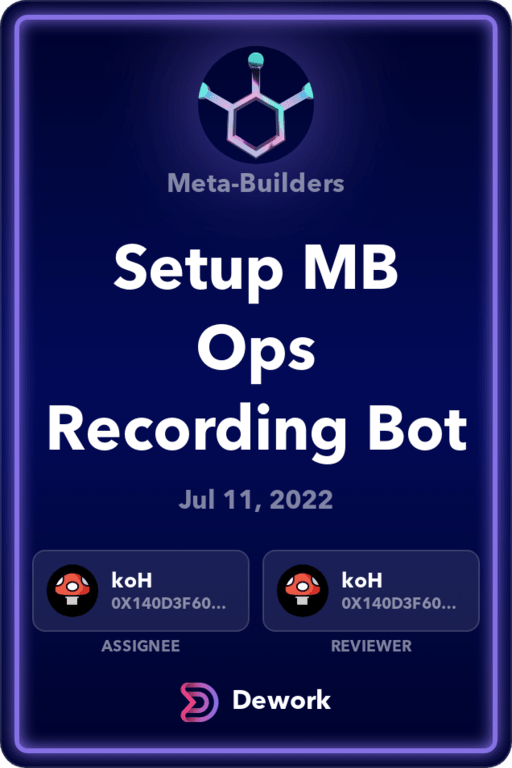 Meta-Builders
Setup MB
Ops
Recording Bot
Jul 11, 2022
koH
0X140D3F60...
ASSIGNEE
koH
0X140D3F60...
REVIEWER
Dework